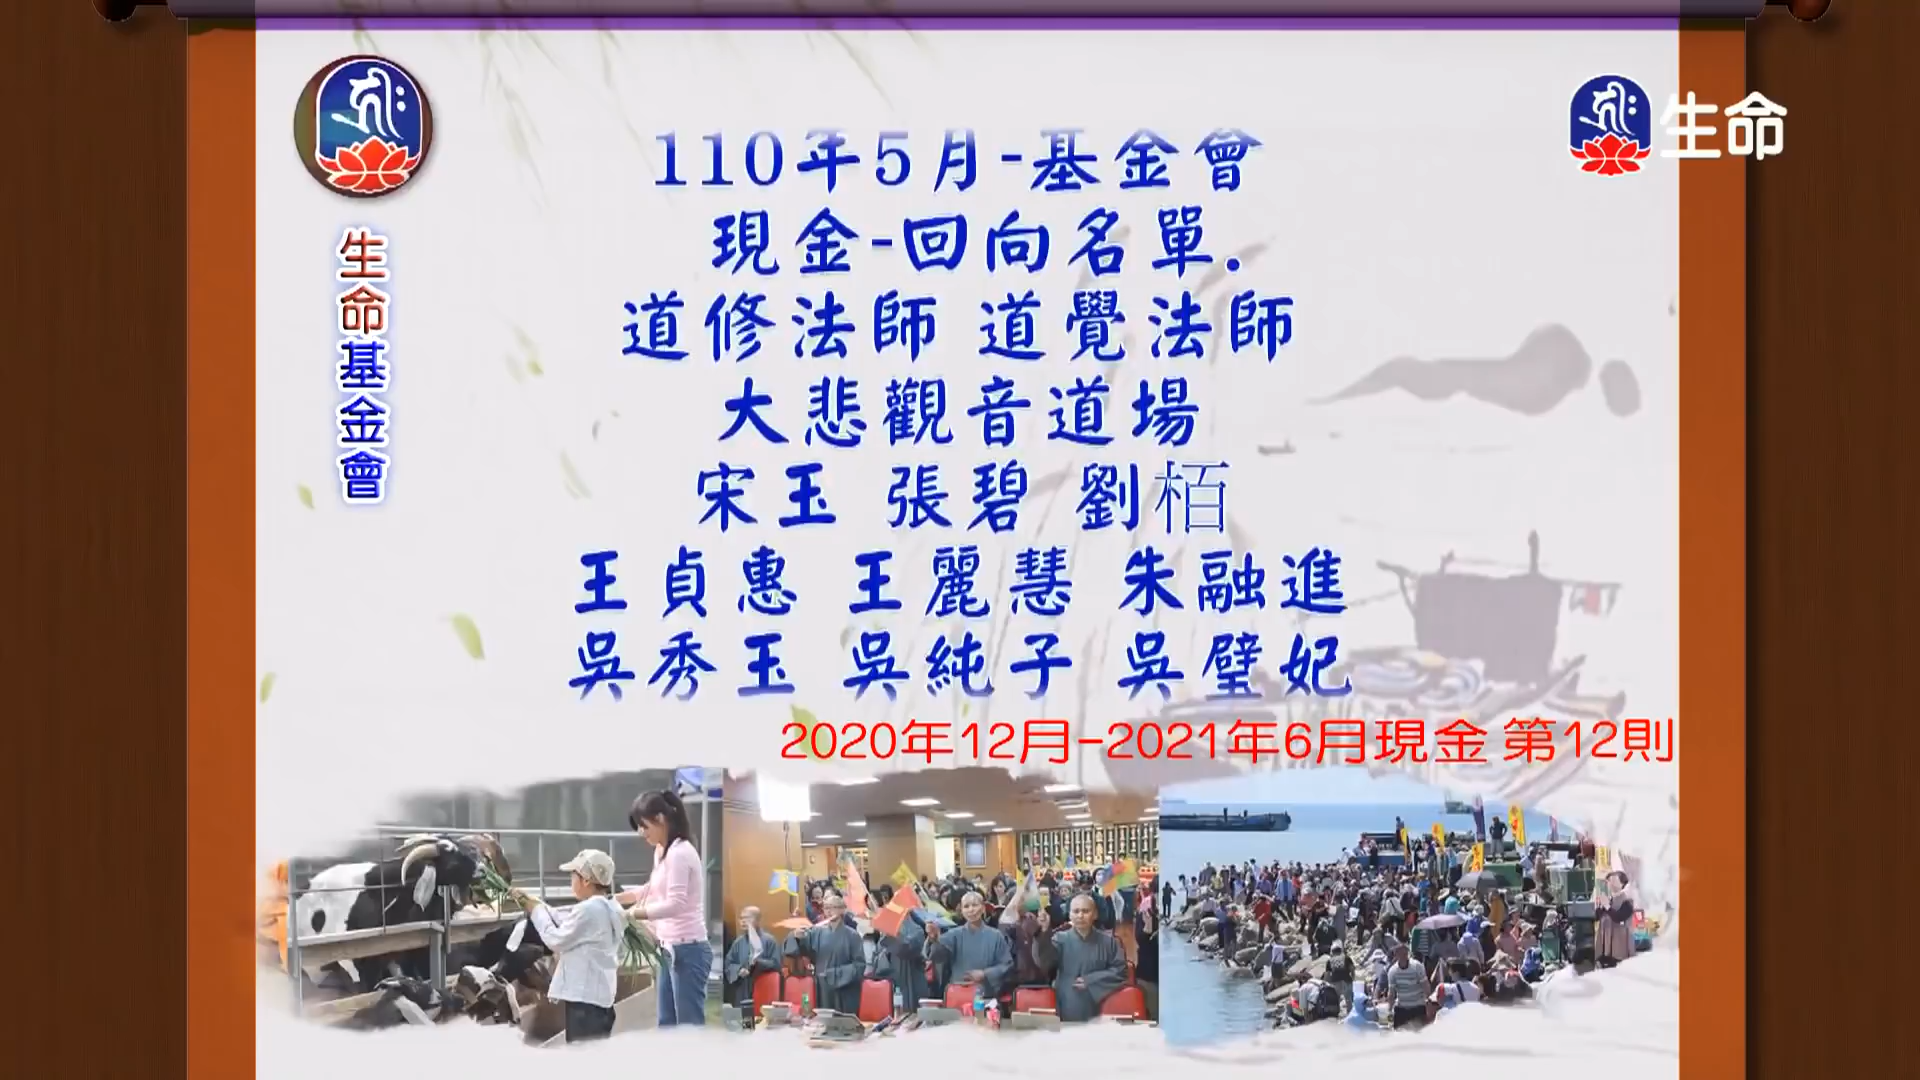 生命
生命基金會
110年5月-基金會
現金-回向名單.
道修法師 道覺法師
大悲觀音道場
宋玉 張碧 劉栢
王貞惠 王麗慧 朱融進
吳秀玉 吳純子 吳璧妃
2020年12月-2021年6月現金 第12則